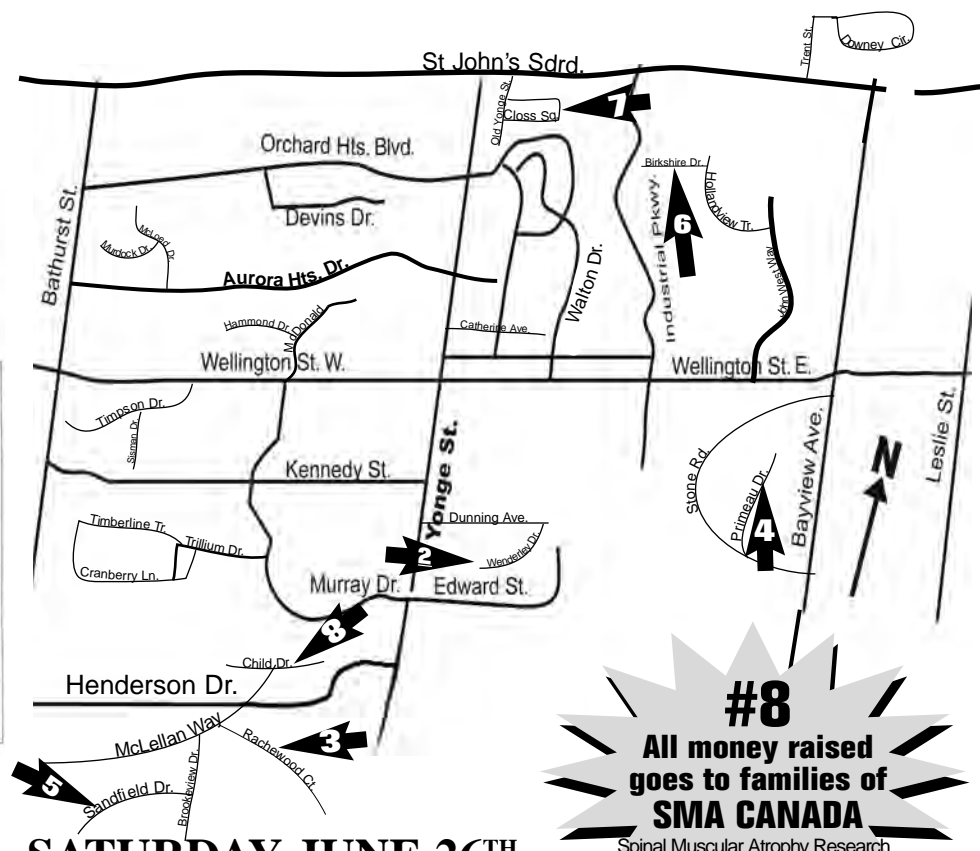 Trent St.
Downey Cir.
St John's Sdrd.
Old Yonge St.
Closs Sq.
7
Orchard Hts. Blvd.
Birkshire Dr.
Hollandview Tr.
Devins Dr.
Bathurst St.
McLeod Dr.
Murdock Dr.
6
Industrial Pkwy.
John West Way
Aurora Hts. Dr.
Walton Dr.
Hammond Dr.
McDonald
Catherine Ave.
Wellington St. W.
Wellington St. E.
Timpson Dr.
Sisman Dr.
Yonge St.
Stone Rd.
Bayview Ave.
Leslie St.
N
Kennedy St.
Primeau Dr.
4
Timberline Tr.
Trillium Dr.
Cranberry Ln.
Dunning Ave.
2
Wenderley Dr.
Murray Dr.
Edward St.
8
Child Dr.
Henderson Dr.
McLellan Way
Rachewood Ct.
3
5
Sandfield Dr.
Brookeview Dr.
#8
All money raised
goes to families of
SMA CANADA
Spinal Muscular Atrophy Research
SATURDAY JUNE 26TH